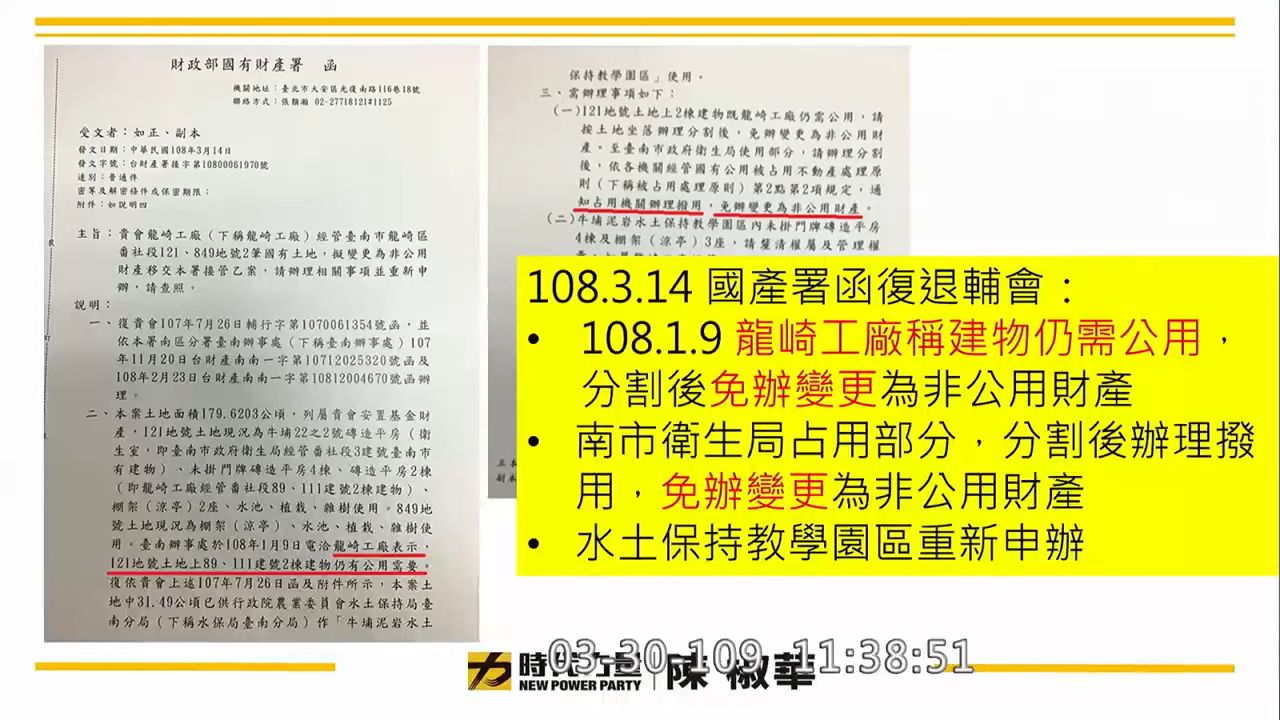 財政部國有財產署 函
機關地址：臺北市大安區光復南路116巷18號
聯絡方式：張顥瀚 02-27718121#1125
受文者：如正、副本
發文日期：中華民國108年3月14日
發文字號：台財產署接字第10800061970號
速別：普通件
密等及解密條件或保密期限：
附件：如說明四
主旨：貴會龍崎工廠（下稱龍崎工廠）經管臺南市龍崎區
番社段121、849地號2筆國有土地，擬變更為非公用
財產移交本署接管乙案，請辦理相關事項並重新申
辦，請查照。
說明：
一、復貴會107年7月26日輔行字第1070061354號函，並
依本署南區分署臺南辦事處（下稱臺南辦事處）107
年11月20日台財產南南一字第10712025320號函及
108年2月23日台財產南南一字第10812004670號函辦
理。
二、本案土地面積179.6203公頃，列屬貴會安置基金財
產，121地號土地現況為牛埔22之2號磚造平房（衛
生室，即臺南市政府衛生局經管番社段3建號臺南市
有建物）、未掛門牌磚造平房4棟、磚造平房2棟
（即龍崎工廠經管番社段89、111建號2棟建物）、
棚架（涼亭）2座、水池、植栽、雜樹使用。849地
號土地現況為棚架（涼亭）、水池、植栽、雜樹使
用。臺南辦事處於108年1月9日電洽龍崎工廠表示，
121地號土地上89、111建號2棟建物仍有公用需要。
復依貴會上述107年7月26日函及附件所示，本案土
地中31.49公頃已供行政院農業委員會水土保持局臺
南分局（下稱水保局臺南分局）作「牛埔泥岩水土
保持教學園區」使用。
三、需辦理事項如下：
（一）121地號土地上2棟建物既龍崎工廠仍需公用，請
按土地坐落辦理分割後，免辦變更為非公用財
產。至臺南市政府衛生局使用部分，請辦理分割
後，依各機關經管國有公用被占用不動產處理原
則（下稱被占用處理原則）第2點第2項規定，通
知占用機關辦理撥用，免辦變更為非公用財產。
（二）牛埔泥岩水土保持教學園區內未掛門牌磚造平房
4棟及棚架（涼亭）3座，請釐清權屬及管理權
正本
副本
108.3.14 國產署函復退輔會：
• 108.1.9 龍崎工廠稱建物仍需公用，
分割後免辦變更為非公用財產
• 南市衛生局占用部分，分割後辦理撥
用，免辦變更為非公用財產
• 水土保持教學園區重新申辦
時代力量 NEW POWER PARTY 陳椒華
03-30-109 11:38:51